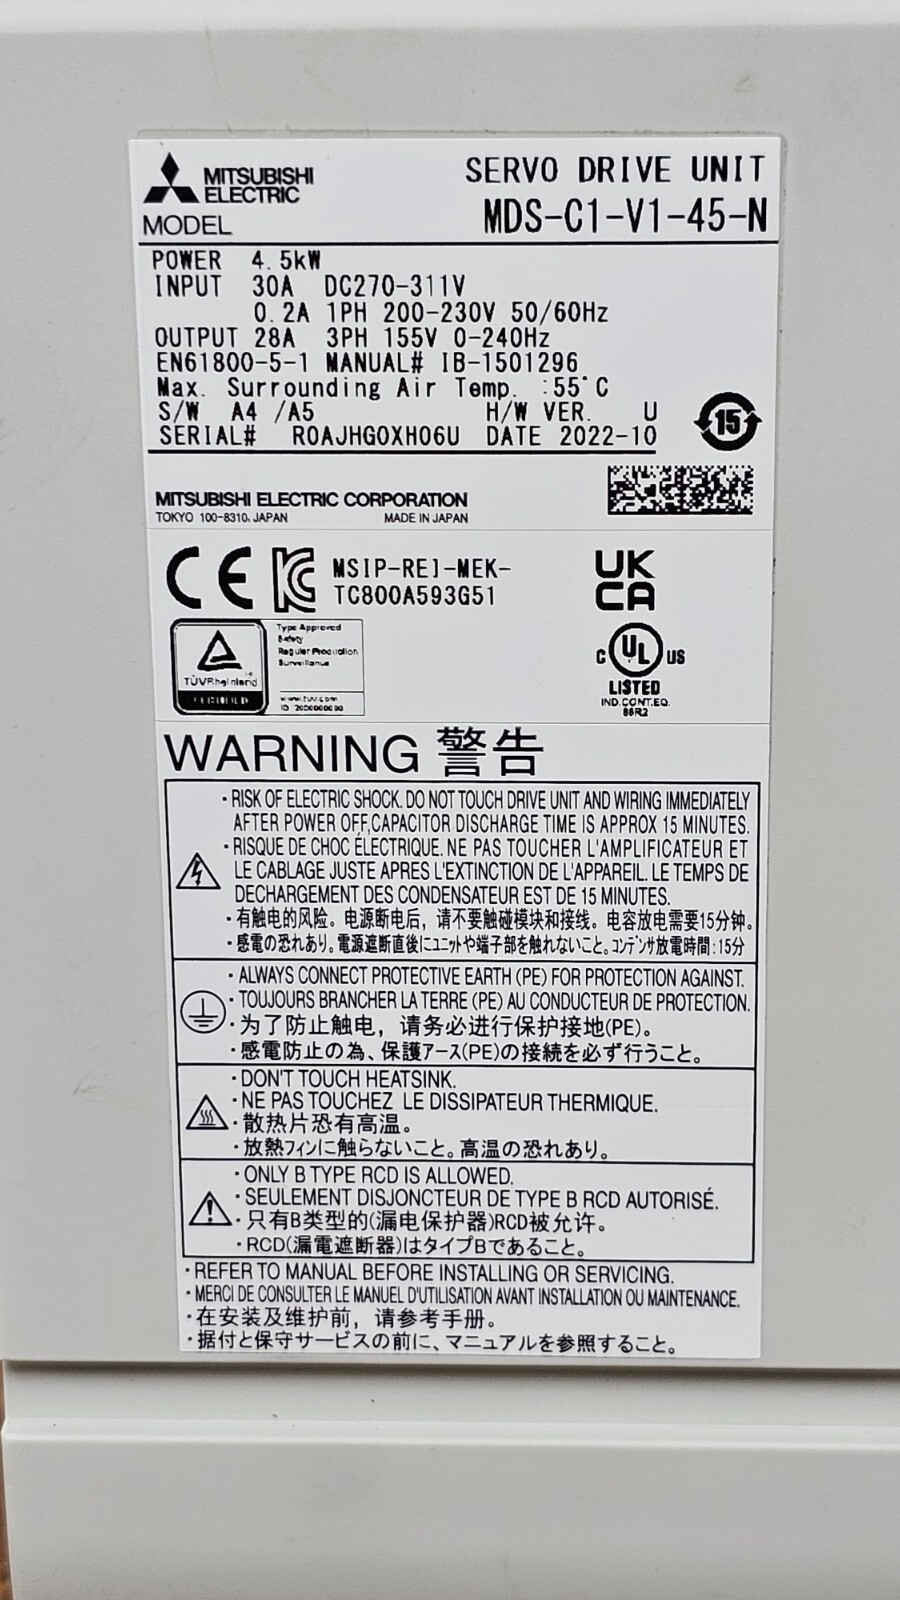 MITSUBISHI ELECTRIC
SERVO DRIVE UNIT
MODEL MDS-C1-V1-45-N
POWER 4.5kW
INPUT 30A DC270-311V
0.2A 1PH 200-230V 50/60Hz
OUTPUT 28A 3PH 155V 0-240Hz
EN61800-5-1 MANUAL# IB-1501296
Max. Surrounding Air Temp. :55°C
S/W A4 /A5 H/W VER. U
SERIAL# R0AJHG0XH06U DATE 2022-10
15
MITSUBISHI ELECTRIC CORPORATION
TOKYO 100-8310, JAPAN MADE IN JAPAN
CE
MSIP-REI-MEK-
TC800A593G51
UK
CA
TÜVRheinland
CERTIFIED
Type Approved
Safety
Regular Production
Surveillance
www.tuv.com
C UL US
LISTED
IND.CONT.EQ.
WARNING 警告
・RISK OF ELECTRIC SHOCK. DO NOT TOUCH DRIVE UNIT AND WIRING IMMEDIATELY
AFTER POWER OFF,CAPACITOR DISCHARGE TIME IS APPROX 15 MINUTES.
・RISQUE DE CHOC ÉLECTRIQUE. NE PAS TOUCHER L'AMPLIFICATEUR ET
LE CABLAGE JUSTE APRES L'EXTINCTION DE L'APPAREIL. LE TEMPS DE
DECHARGEMENT DES CONDENSATEUR EST DE 15 MINUTES.
・有触电的风险。电源断电后，请不要触碰模块和接线。电容放电需要15分钟。
・感電の恐れあり。電源遮断直後にユニットや端子部を触れないこと。コンデンサ放電時間：15分
・ALWAYS CONNECT PROTECTIVE EARTH (PE) FOR PROTECTION AGAINST.
・TOUJOURS BRANCHER LA TERRE (PE) AU CONDUCTEUR DE PROTECTION.
・为了防止触电，请务必进行保护接地(PE)。
・感電防止の為、保護アース(PE)の接続を必ず行うこと。
・DON'T TOUCH HEATSINK.
・NE PAS TOUCHEZ LE DISSIPATEUR THERMIQUE.
・散热片恐有高温。
・放熱フィンに触らないこと。高温の恐れあり。
・ONLY B TYPE RCD IS ALLOWED.
・SEULEMENT DISJONCTEUR DE TYPE B RCD AUTORISÉ.
・只有B类型的(漏电保护器)RCD被允许。
・RCD(漏電遮断器)はタイプBであること。
・REFER TO MANUAL BEFORE INSTALLING OR SERVICING.
・MERCI DE CONSULTER LE MANUEL D'UTILISATION AVANT INSTALLATION OU MAINTENANCE.
・在安装及维护前，请参考手册。
・据付と保守サービスの前に、マニュアルを参照すること。